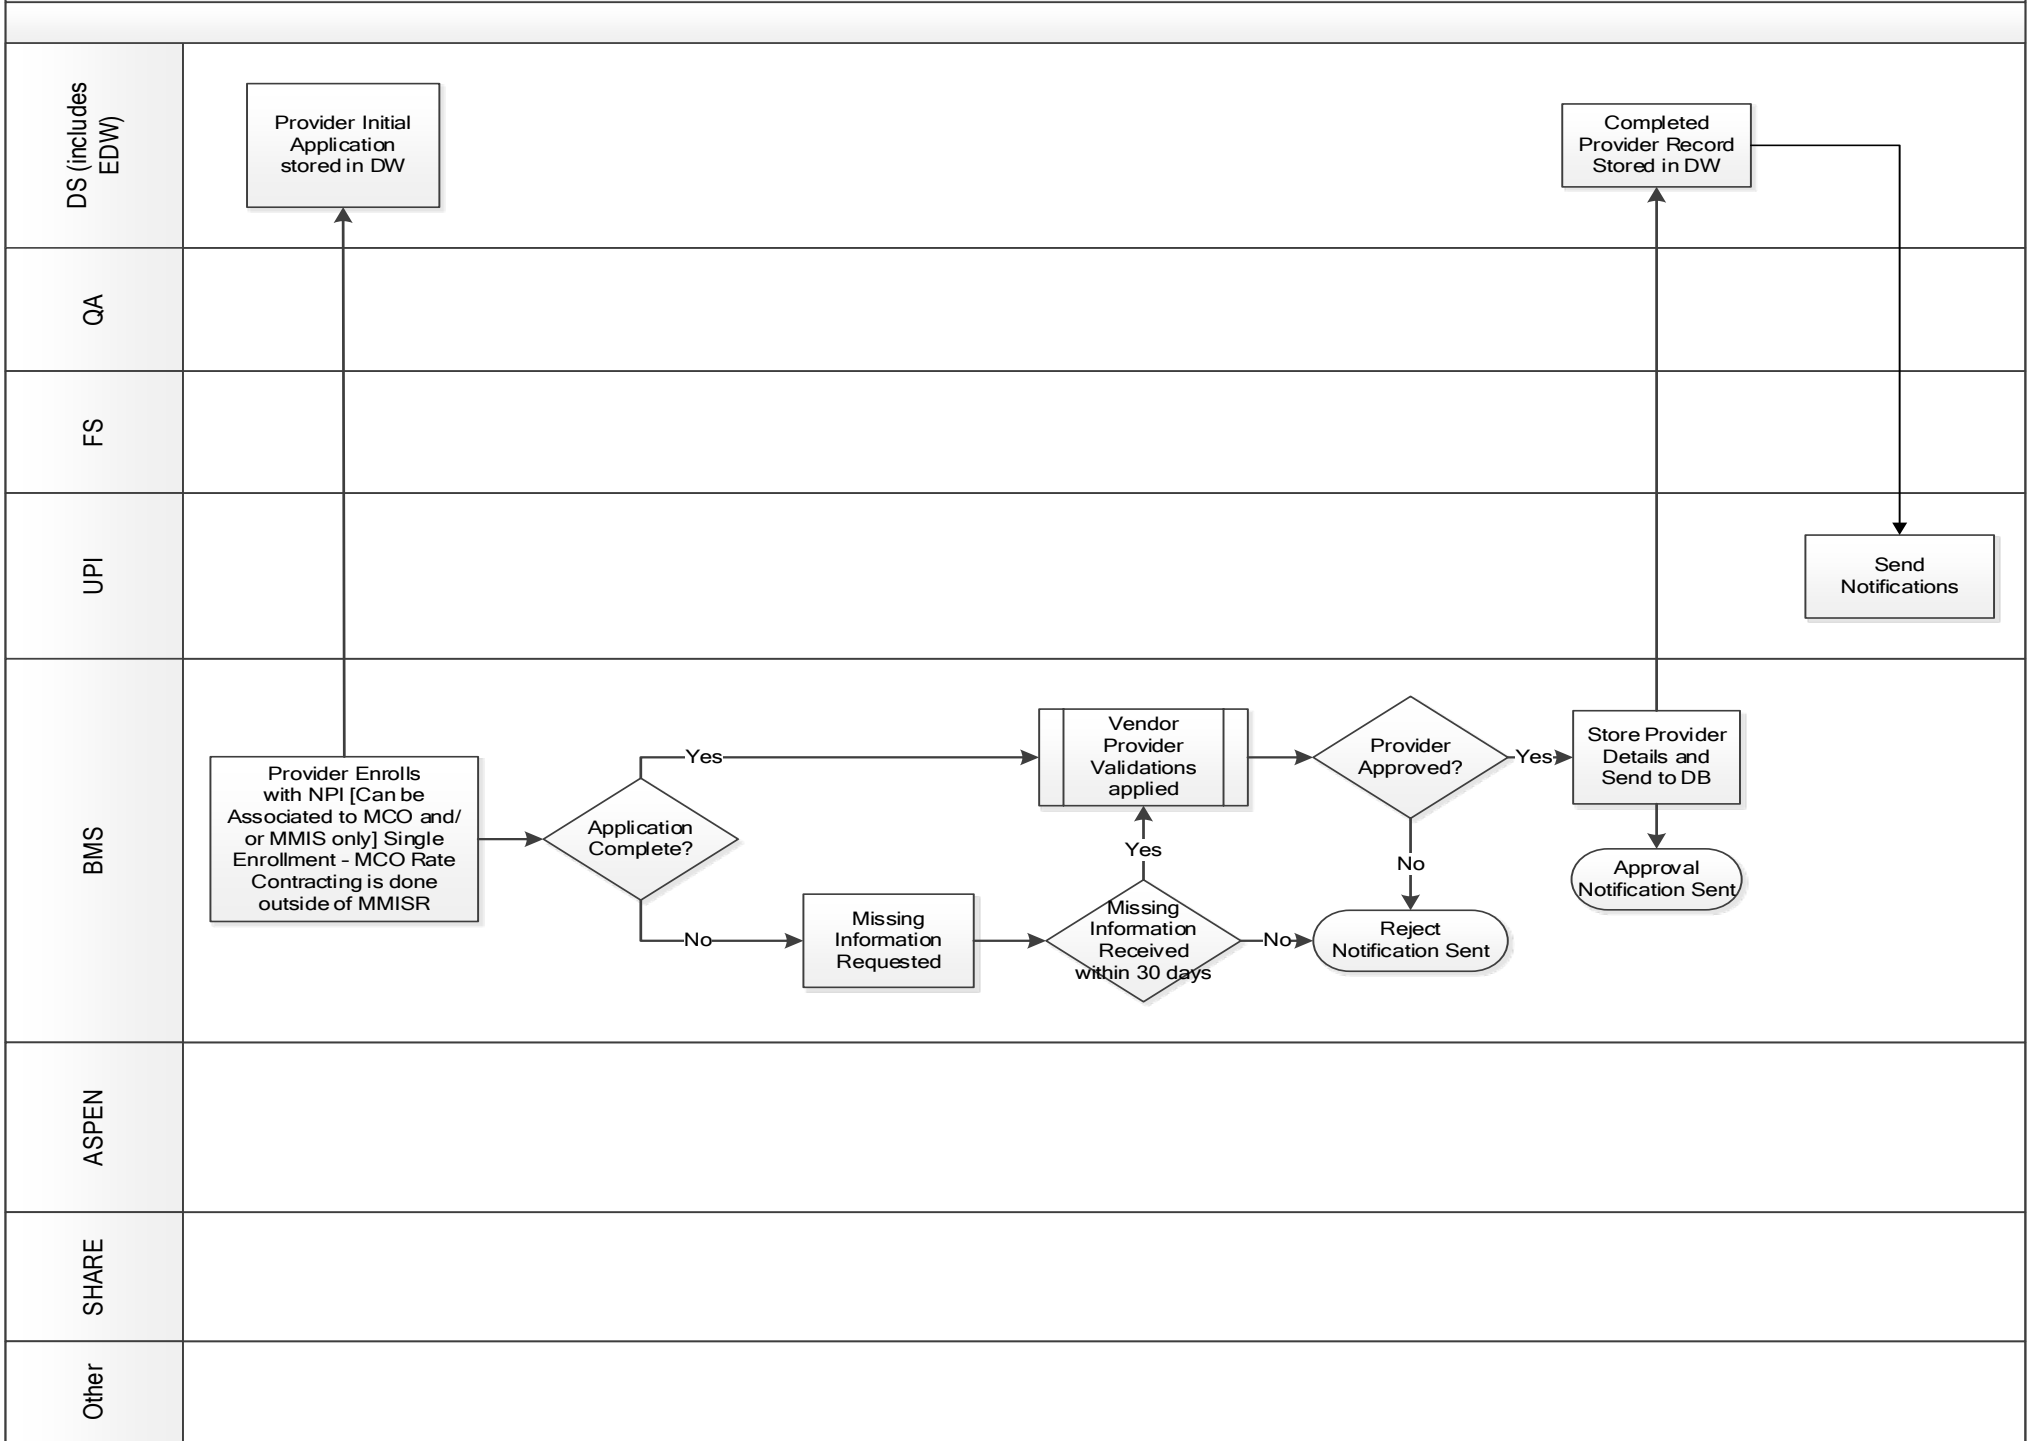 DS (includes
EDW)
Provider Initial
Application
stored in DW
Completed
Provider Record
Stored in DW
QA
FS
UPI
Send
Notifications
BMS
Provider Enrolls
with NPI [Can be
Associated to MCO and/
or MMIS only] Single
Enrollment - MCO Rate
Contracting is done
outside of MMISR
Application
Complete?
Yes
No
Missing
Information
Requested
Vendor
Provider
Validations
applied
Yes
Missing
Information
Received
within 30 days
No
Provider
Approved?
Yes
No
Reject
Notification Sent
Store Provider
Details and
Send to DB
Approval
Notification Sent
ASPEN
SHARE
Other